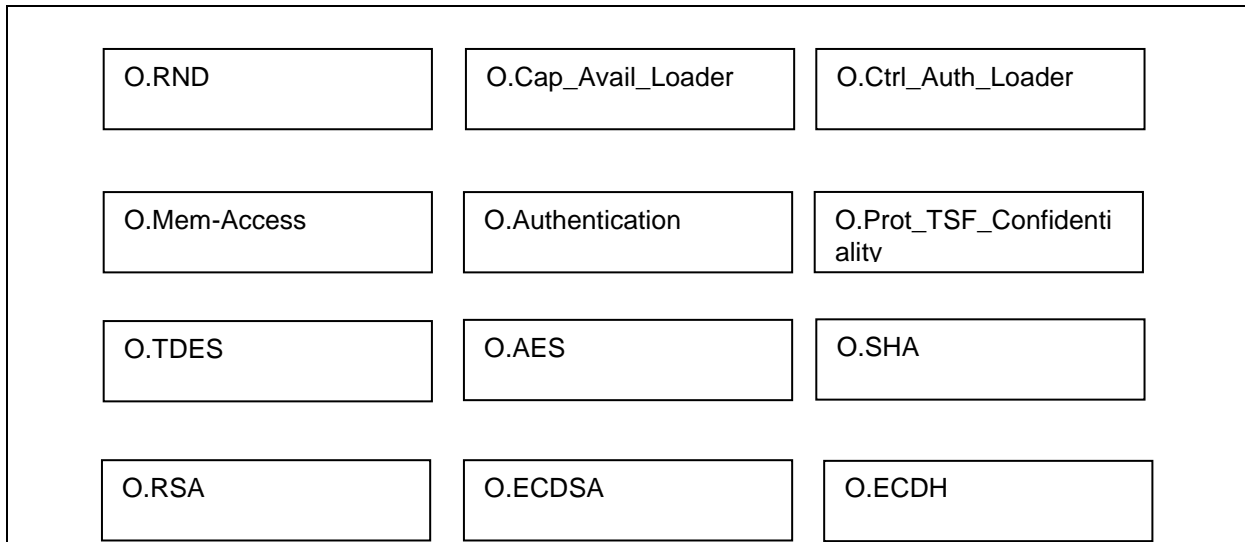 O.RND
O.Cap_Avail_Loader
O.Ctrl_Auth_Loader
O.Mem-Access
O.Authentication
O.Prot_TSF_Confidenti
ality
O.TDES
O.AES
O.SHA
O.RSA
O.ECDSA
O.ECDH